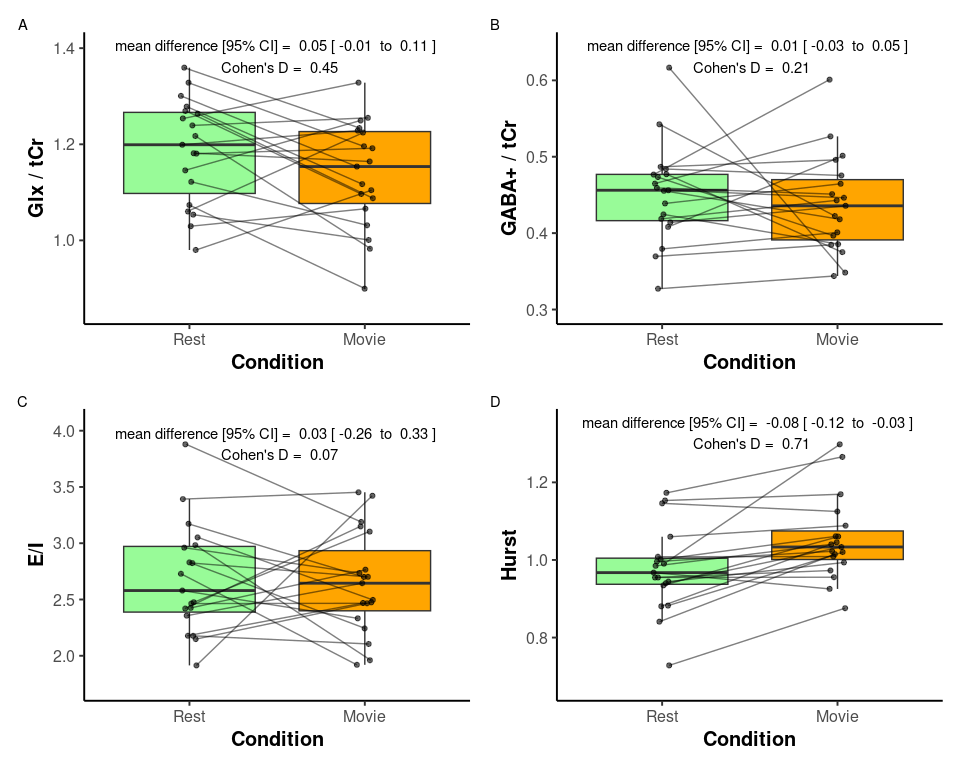 A
mean difference [95% CI] = 0.05 [ -0.01 to 0.11 ]
Cohen's D = 0.45
1.4
1.2
1.0
Glx / tCr
Rest
Movie
Condition
B
mean difference [95% CI] = 0.01 [ -0.03 to 0.05 ]
Cohen's D = 0.21
0.6
0.5
0.4
0.3
GABA+ / tCr
Rest
Movie
Condition
C
mean difference [95% CI] = 0.03 [ -0.26 to 0.33 ]
Cohen's D = 0.07
4.0
3.5
3.0
2.5
2.0
E/I
Rest
Movie
Condition
D
mean difference [95% CI] = -0.08 [ -0.12 to -0.03 ]
Cohen's D = 0.71
1.2
1.0
0.8
Hurst
Rest
Movie
Condition